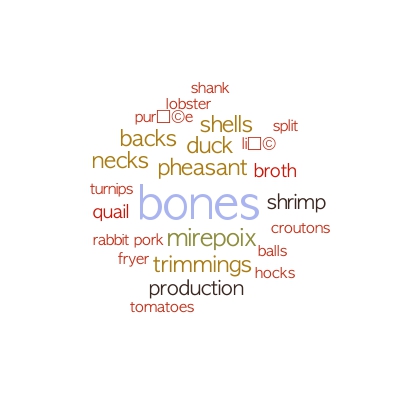 shank
lobster
pur□©e
shells
split
backs
duck
li□©
necks
pheasant
broth
turnips
bones
shrimp
quail
croutons
rabbit pork
mirepoix
balls
fryer
trimmings
hocks
production
tomatoes